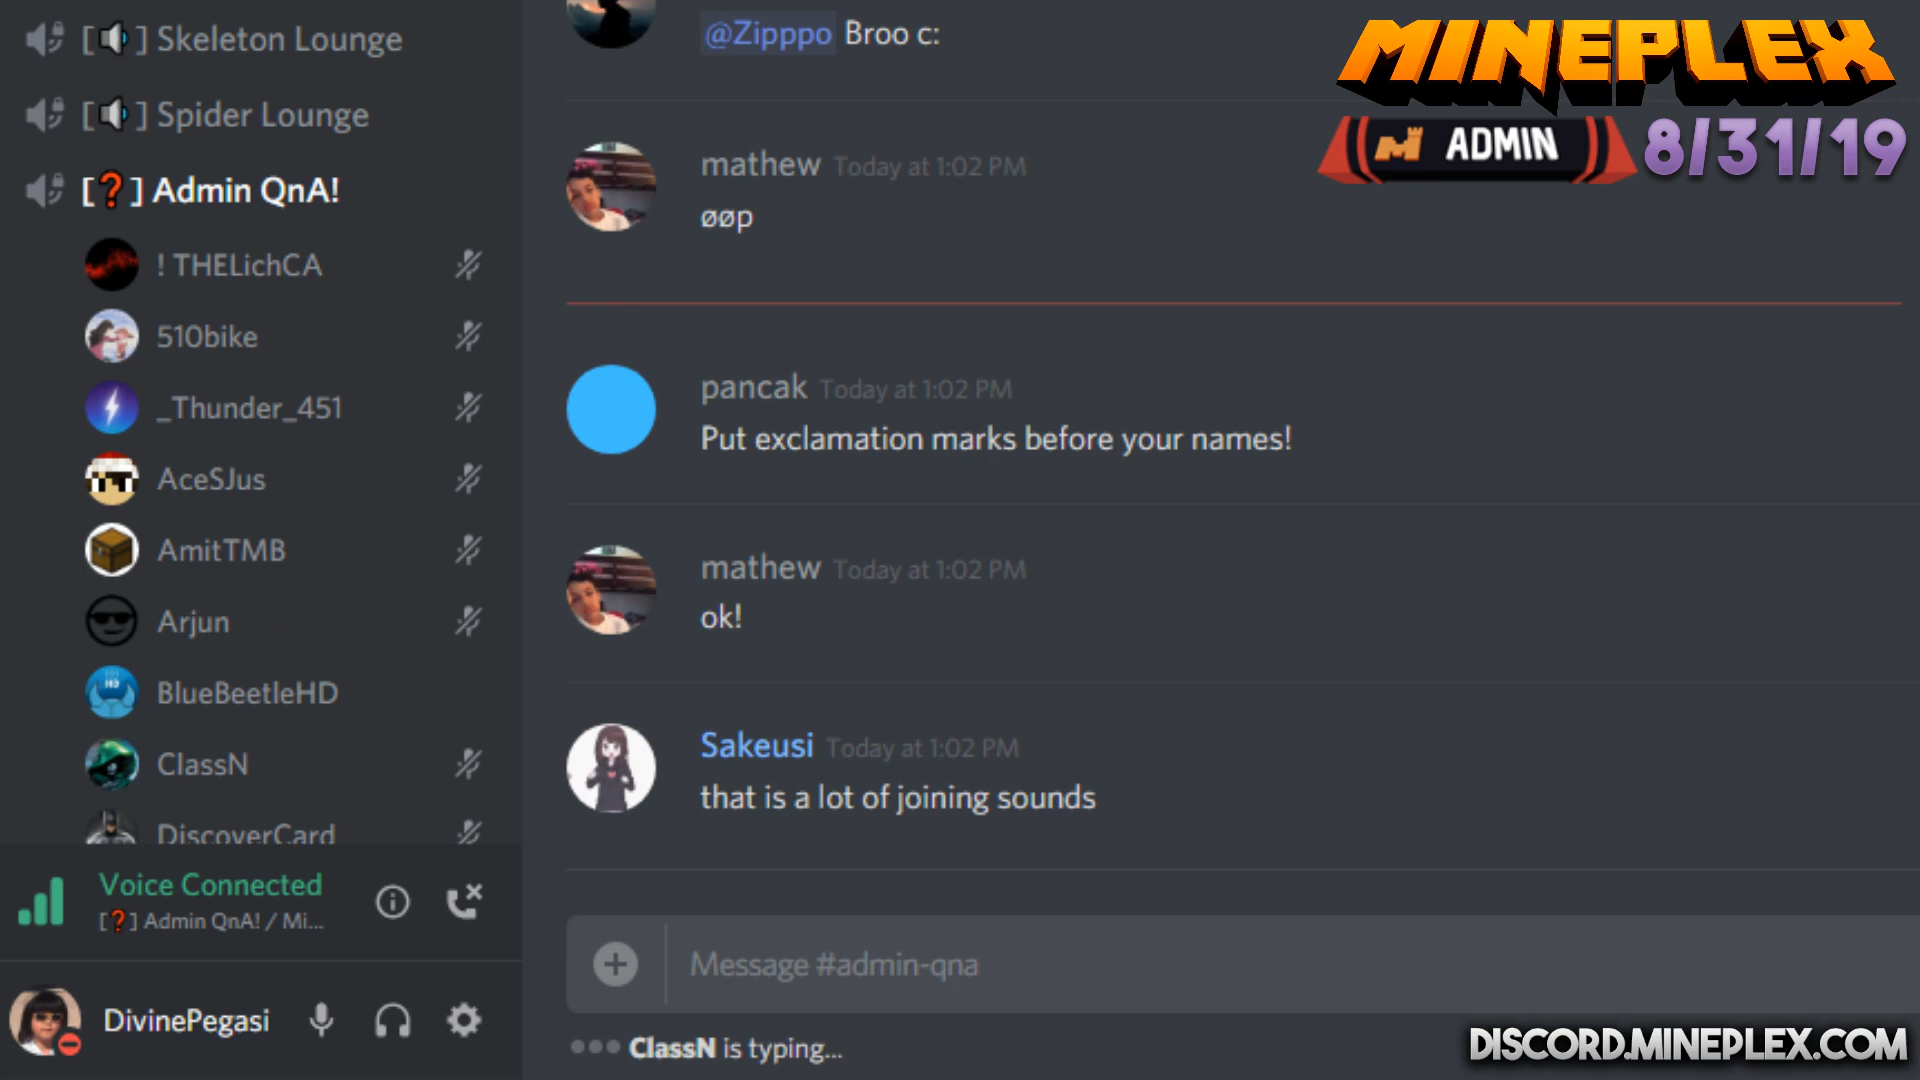 [🔊] Skeleton Lounge
[🔊] Spider Lounge
[❓] Admin QnA!
! THELichCA
510bike
_Thunder_451
AceSJus
AmitTMB
Arjun
BlueBeetleHD
ClassN
DiscoverCard
Voice Connected
[❓] Admin QnA! / Mi...
DivinePegasi
@Zipppo Broo c:
mathew Today at 1:02 PM
øøp
pancak Today at 1:02 PM
Put exclamation marks before your names!
mathew Today at 1:02 PM
ok!
Sakeusi Today at 1:02 PM
that is a lot of joining sounds
Message #admin-qna
ClassN is typing...
MINEPLEX
ADMIN 8/31/19
DISCORD.MINEPLEX.COM